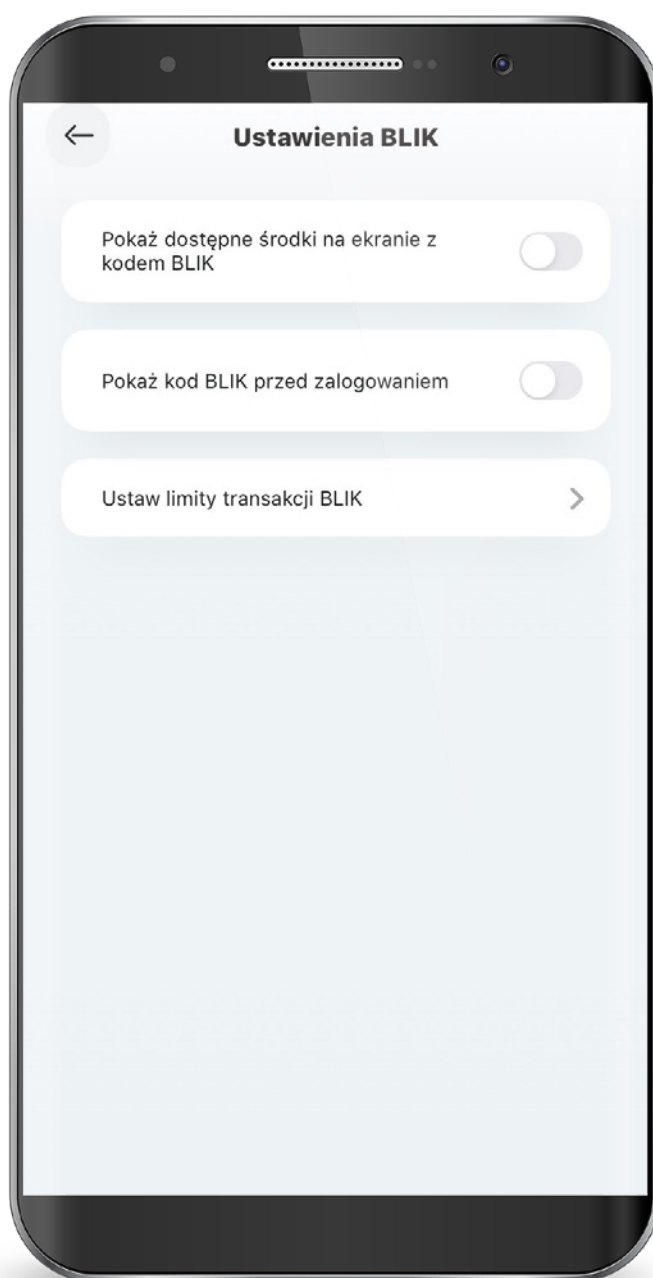 Ustawienia BLIK
Pokaż dostępne środki na ekranie z
kodem BLIK
Pokaż kod BLIK przed zalogowaniem
Ustaw limity transakcji BLIK